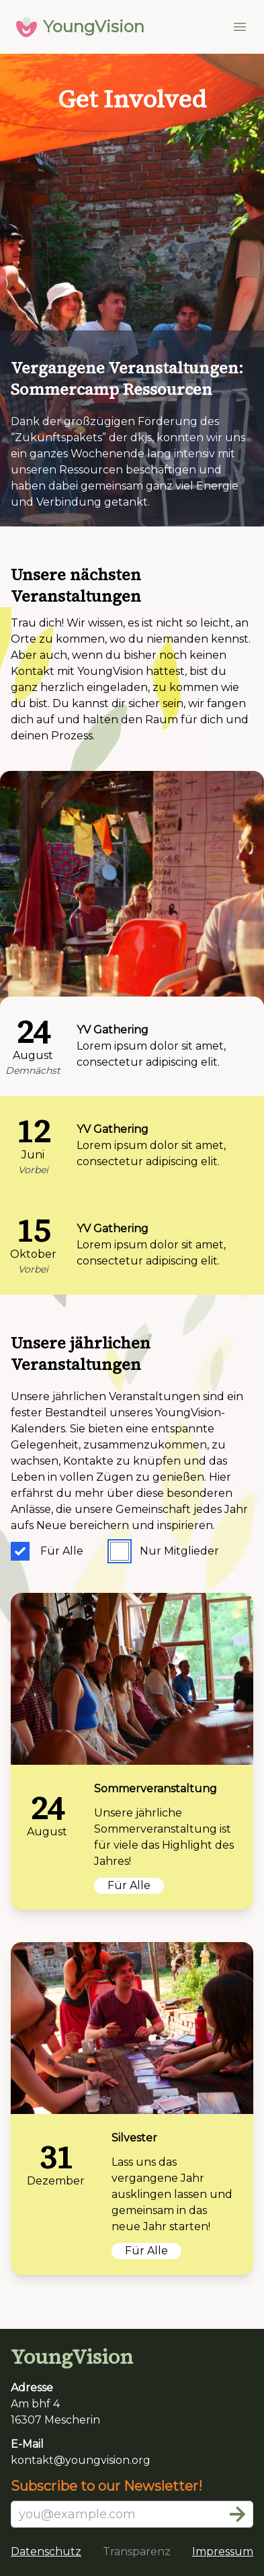 YoungVision
Get Involved
Vergangene Veranstaltungen:
Sommercamp Ressourcen
Dank der großzügigen Förderung des
"Zukunftspakets" der dkjs, konnten wir uns
ein ganzes Wochenende lang intensiv mit
unseren Ressourcen beschäftigen und
haben dabei gemeinsam ganz viel Energie
und Verbindung getankt.
Unsere nächsten
Veranstaltungen
Trau dich! Wir wissen, es ist nicht so leicht, an
Orte zu kommen, wo du niemanden kennst.
Aber auch, wenn du bisher noch keinen
Kontakt mit YoungVision hattest, bist du
ganz herzlich eingeladen, zu kommen wie
du bist. Du kannst dir sicher sein, wir fangen
dich auf und halten den Raum für dich und
deinen Prozess.
24
August
Demnächst
YV Gathering
Lorem ipsum dolor sit amet,
consectetur adipiscing elit.
12
Juni
Vorbei
YV Gathering
Lorem ipsum dolor sit amet,
consectetur adipiscing elit.
15
Oktober
Vorbei
YV Gathering
Lorem ipsum dolor sit amet,
consectetur adipiscing elit.
Unsere jährlichen
Veranstaltungen
Unsere jährlichen Veranstaltungen sind ein
fester Bestandteil unseres YoungVision-
Kalenders. Sie bieten eine entspannte
Gelegenheit, zusammenzukommen, zu
wachsen, Kontakte zu knüpfen und das
Leben in vollen Zügen zu genießen. Hier
erfährst du mehr über diese besonderen
Anlässe, die unsere Gemeinschaft jedes Jahr
aufs Neue bereichern und inspirieren.
Für Alle
Nur Mitglieder
24
August
Sommerveranstaltung
Unsere jährliche
Sommerveranstaltung ist
für viele das Highlight des
Jahres!
Für Alle
31
Dezember
Silvester
Lass uns das
vergangene Jahr
ausklingen lassen und
gemeinsam in das
neue Jahr starten!
Für Alle
YoungVision
Adresse
Am bhf 4
16307 Mescherin
E-Mail
kontakt@youngvision.org
Subscribe to our Newsletter!
you@example.com
Datenschutz
Transparenz
Impressum